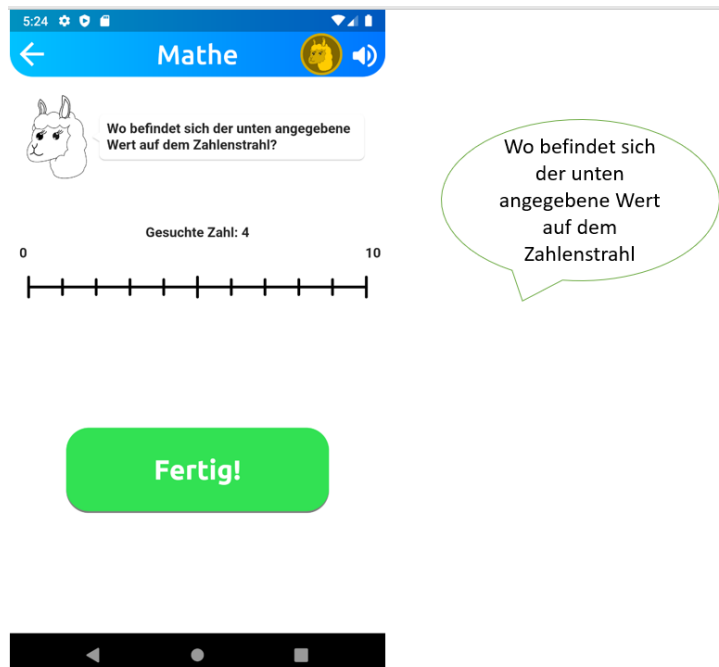 5:24
Mathe
Wo befindet sich der unten angegebene
Wert auf dem Zahlenstrahl?
Gesuchte Zahl: 4
0
10
Fertig!
Wo befindet sich
der unten
angegebene Wert
auf dem
Zahlenstrahl